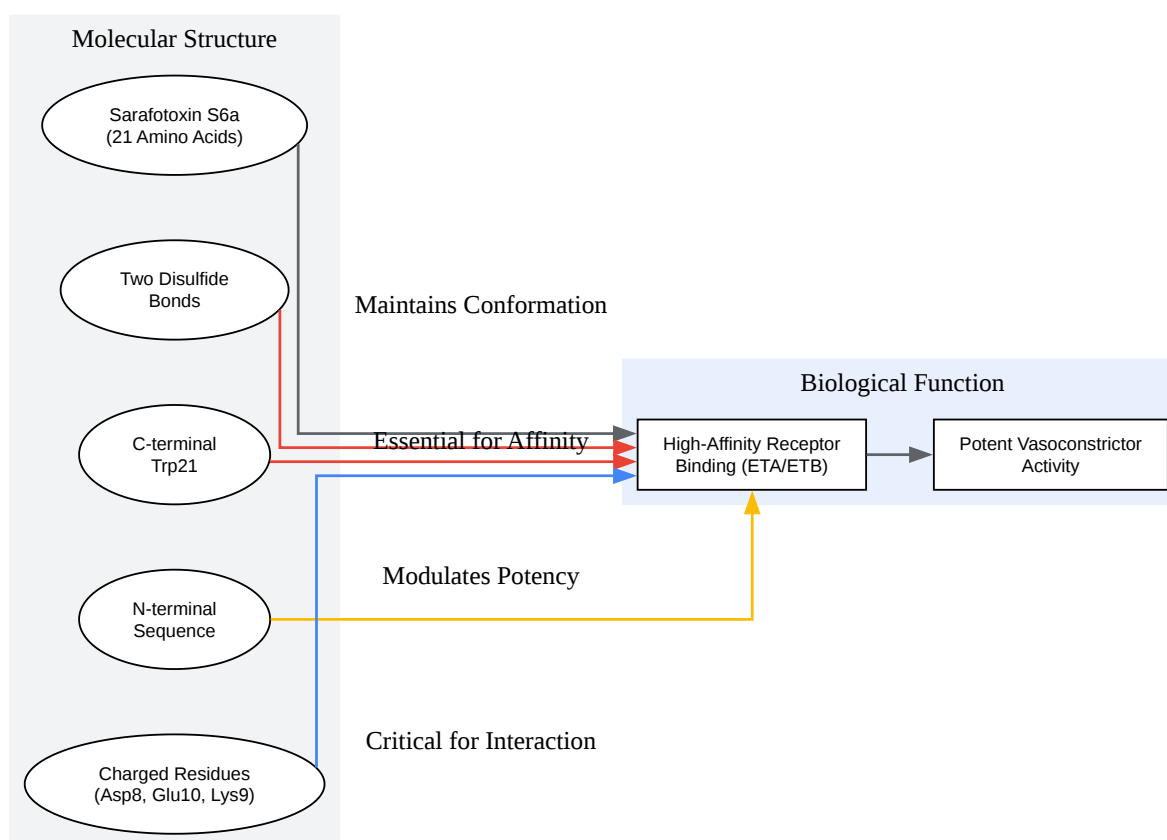 Molecular Structure
Sarafotoxin S6a
(21 Amino Acids)
Two Disulfide
Bonds
Maintains Conformation
Biological Function
C-terminal
Trp21
Essential for Affinity
High-Affinity Receptor
Binding (ETA/ETB)
Potent Vasoconstrictor
Activity
Modulates Potency
N-terminal
Sequence
Critical for Interaction
Charged Residues
(Asp8, Glu10, Lys9)